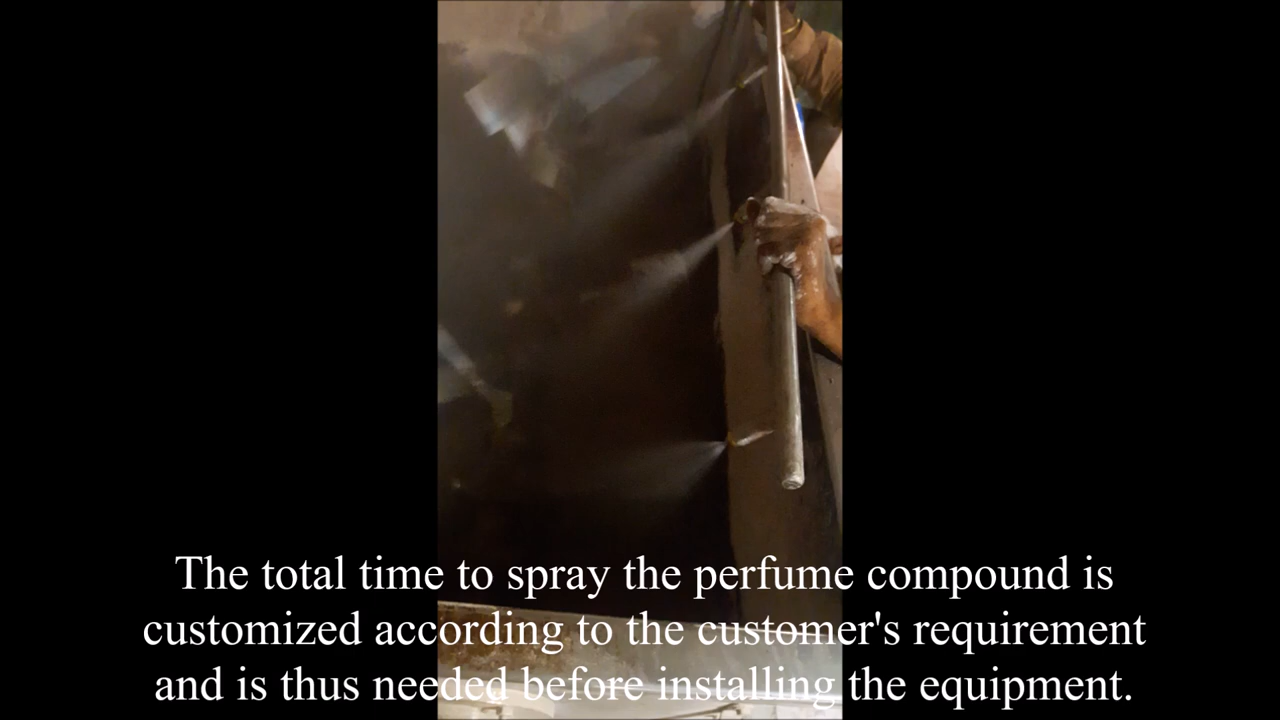 The total time to spray the perfume compound is
customized according to the customer's requirement
and is thus needed before installing the equipment.